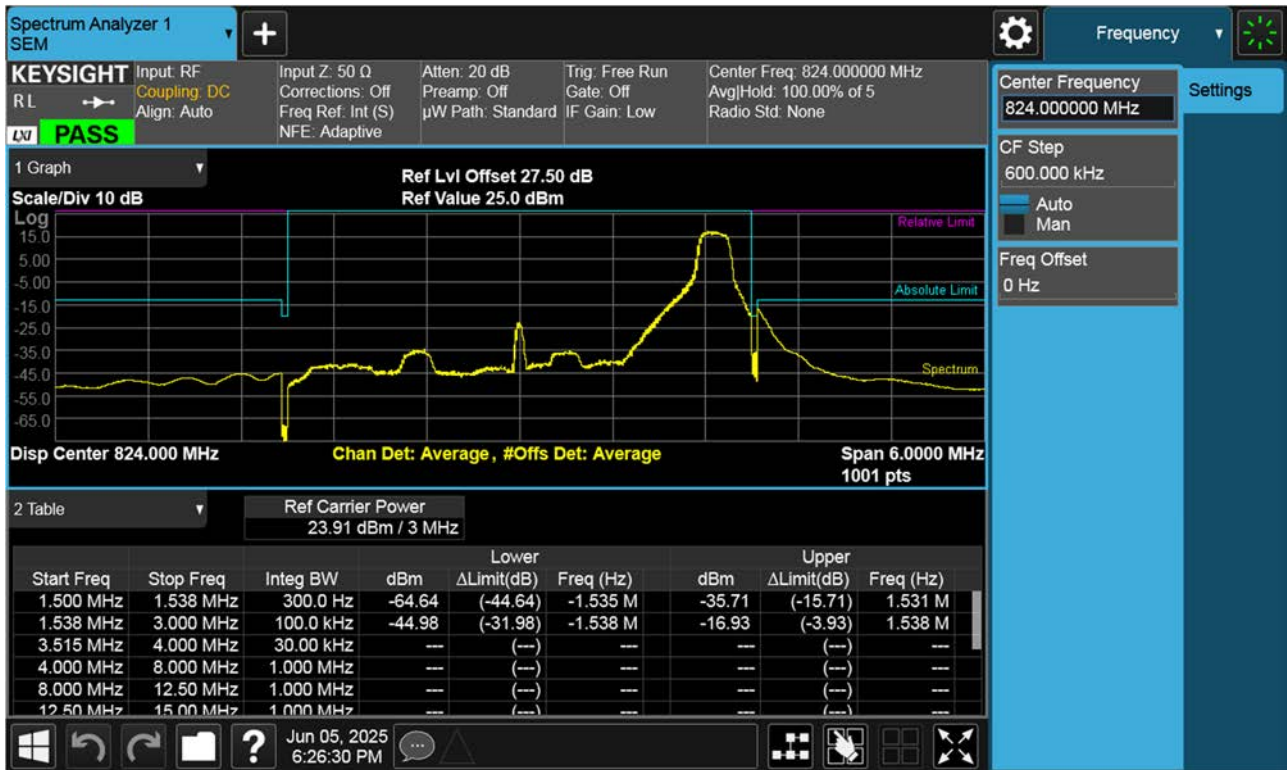 Spectrum Analyzer 1
SEM
Frequency
KEYSIGHT
RL
LXI
PASS
Input: RF
Coupling: DC
Align: Auto
Input Z: 50 Ω
Corrections: Off
Freq Ref: Int (S)
NFE: Adaptive
Atten: 20 dB
Preamp: Off
µW Path: Standard
Trig: Free Run
Gate: Off
IF Gain: Low
Center Freq: 824.000000 MHz
Avg|Hold: 100.00% of 5
Radio Std: None
Center Frequency
824.000000 MHz
Settings
CF Step
600.000 kHz
Auto
Man
Freq Offset
0 Hz
1 Graph
Scale/Div 10 dB
Ref Lvl Offset 27.50 dB
Ref Value 25.0 dBm
Log
15.0
5.00
-5.00
-15.0
-25.0
-35.0
-45.0
-55.0
-65.0
Relative Limit
Absolute Limit
Spectrum
Disp Center 824.000 MHz
Chan Det: Average , #Offs Det: Average
Span 6.0000 MHz
1001 pts
2 Table
Ref Carrier Power
23.91 dBm / 3 MHz
Lower Upper
Start Freq Stop Freq Integ BW dBm ΔLimit(dB) Freq (Hz) dBm ΔLimit(dB) Freq (Hz)
1.500 MHz 1.538 MHz 300.0 Hz -64.64 (-44.64) -1.535 M -35.71 (-15.71) 1.531 M
1.538 MHz 3.000 MHz 100.0 kHz -44.98 (-31.98) -1.538 M -16.93 (-3.93) 1.538 M
3.515 MHz 4.000 MHz 30.00 kHz --- (---) --- --- (---) ---
4.000 MHz 8.000 MHz 1.000 MHz --- (---) --- --- (---) ---
8.000 MHz 12.50 MHz 1.000 MHz --- (---) --- --- (---) ---
12.50 MHz 15.00 MHz 1.000 MHz --- (---) --- --- (---) ---
?
Jun 05, 2025
6:26:30 PM